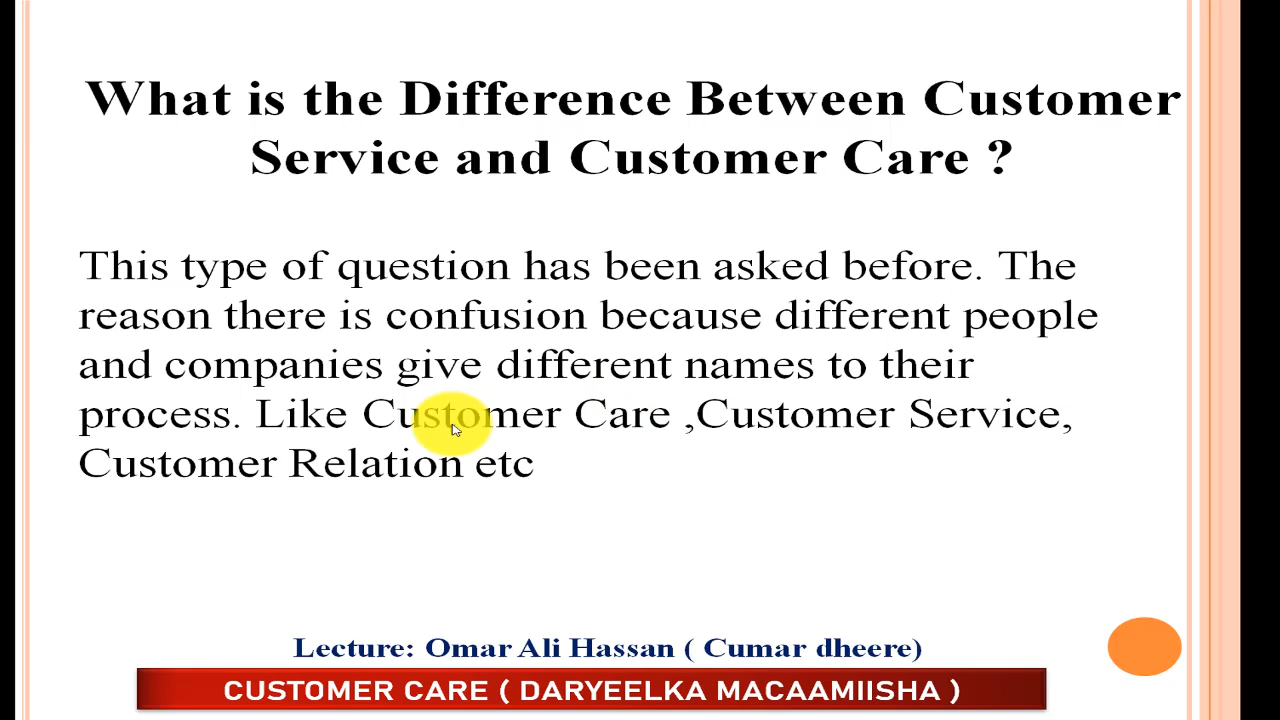 What is the Difference Between Customer
Service and Customer Care ?
This type of question has been asked before. The
reason there is confusion because different people
and companies give different names to their
process. Like Customer Care ,Customer Service,
Customer Relation etc
Lecture: Omar Ali Hassan ( Cumar dheere)
CUSTOMER CARE ( DARYEELKA MACAAMIISHA )